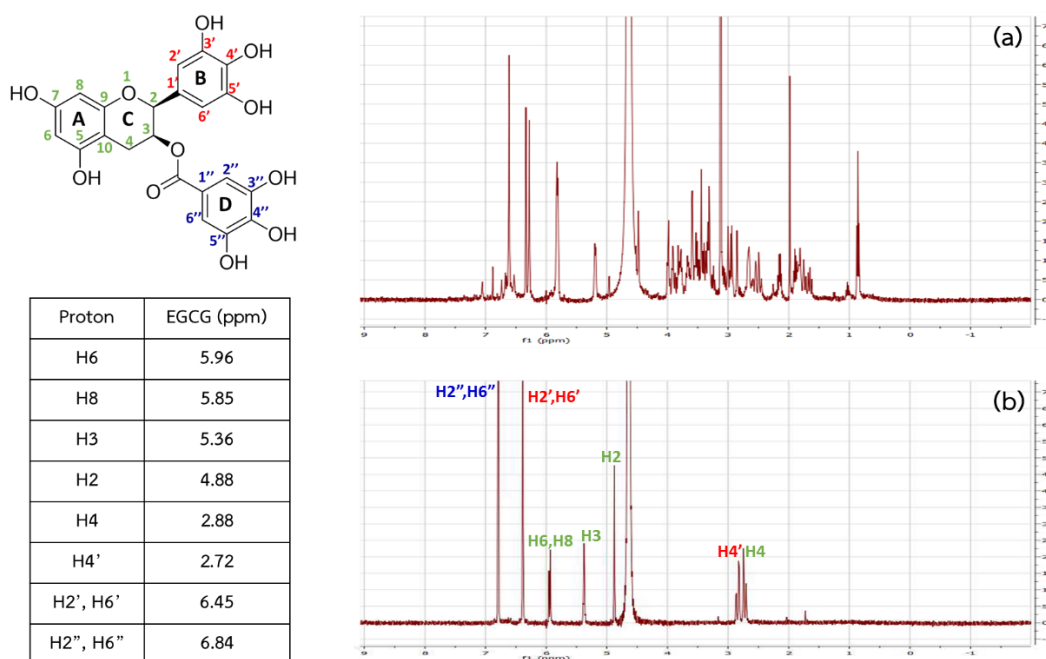 OH
3'
2'
4'
OH
B
1'
5'
OH
6'
8
1
HO
7
9
O
2
A
C
6
5
10
4
3
OH
O
O
1''
2''
3''
OH
D
4''
OH
6''
5''
OH
Proton EGCG (ppm)
H6 5.96
H8 5.85
H3 5.36
H2 4.88
H4 2.88
H4’ 2.72
H2’, H6’ 6.45
H2”, H6” 6.84
(a)
9 8 7 6 5 4 3 2 1 0 -1
f1 (ppm)
(b)
H2”,H6”
H2’,H6’
H2
H6,H8
H3
H4’
H4
9 8 7 6 5 4 3 2 1 0 -1
f1 (ppm)